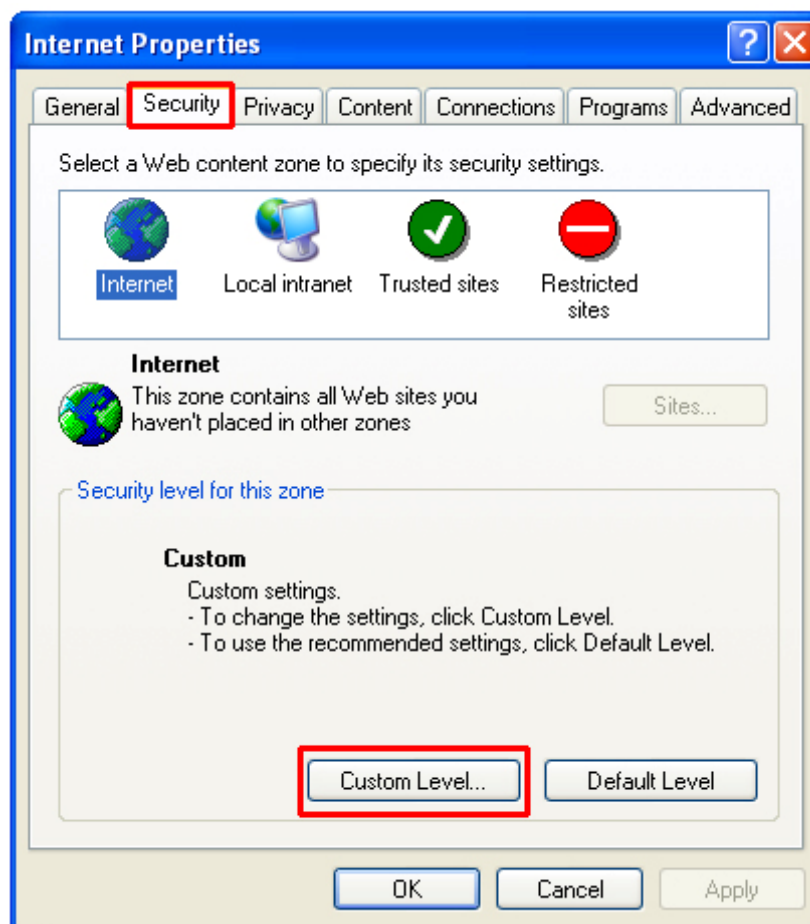 Internet Properties
General Security Privacy Content Connections Programs Advanced
Select a Web content zone to specify its security settings.
Internet Local intranet Trusted sites Restricted sites
Internet
This zone contains all Web sites you
haven't placed in other zones
Sites...
Security level for this zone
Custom
Custom settings.
- To change the settings, click Custom Level.
- To use the recommended settings, click Default Level.
Custom Level... Default Level
OK Cancel Apply